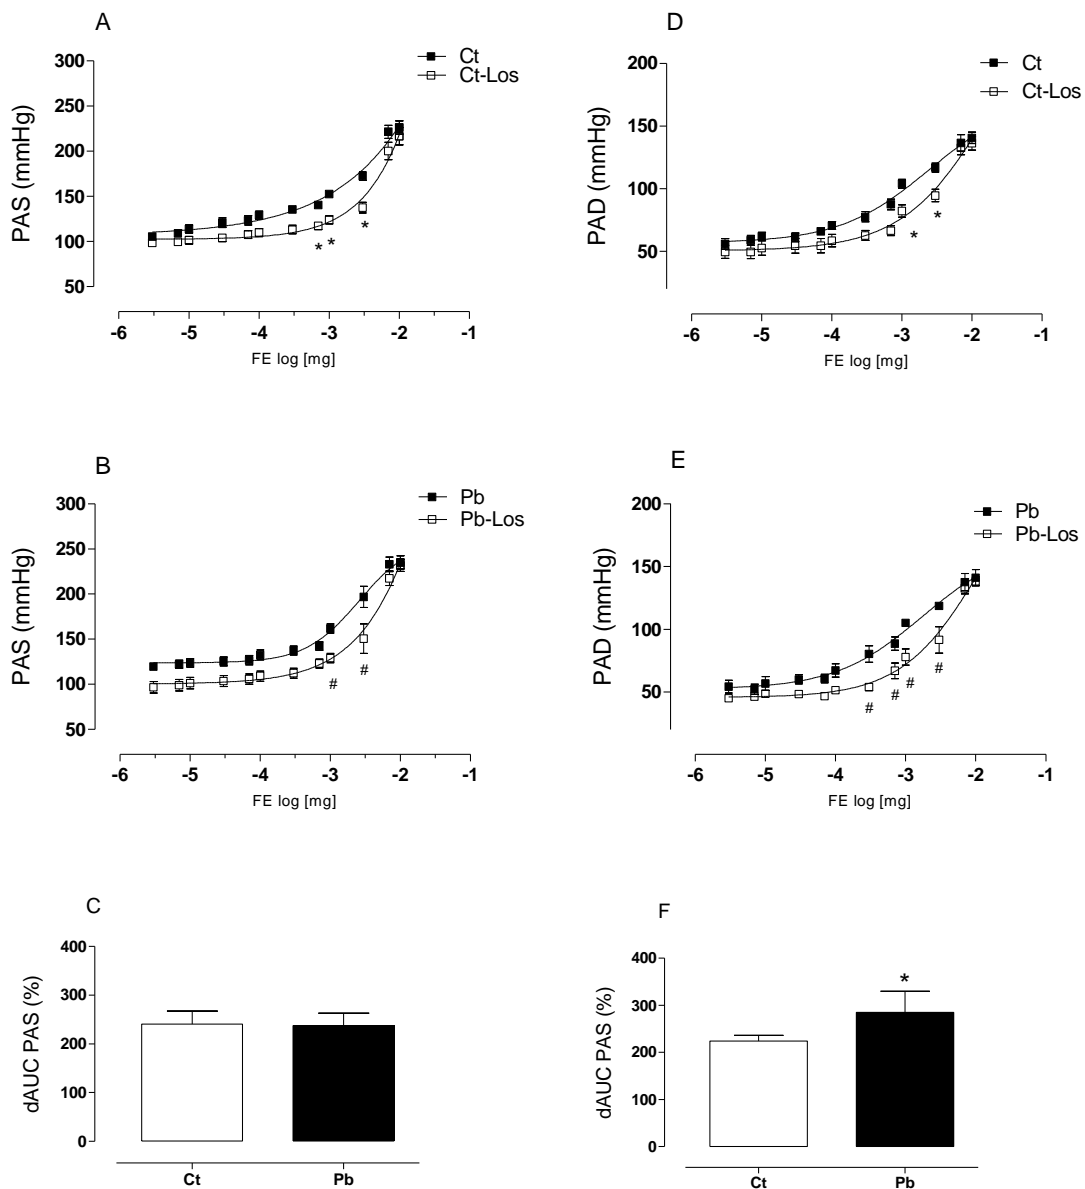 A
PAS (mmHg)
300
250
200
150
100
50
Ct
Ct-Los
* * *
-6 -5 -4 -3 -2 -1
FE log [mg]
D
PAD (mmHg)
200
150
100
50
Ct
Ct-Los
* *
-6 -5 -4 -3 -2 -1
FE log [mg]
B
PAS (mmHg)
300
250
200
150
100
50
Pb
Pb-Los
# #
-6 -5 -4 -3 -2 -1
FE log [mg]
E
PAD (mmHg)
200
150
100
50
Pb
Pb-Los
# # # #
-6 -5 -4 -3 -2 -1
FE log [mg]
C
dAUC PAS (%)
400
300
200
100
0
Ct Pb
F
dAUC PAS (%)
400
300
200
100
0
*
Ct Pb